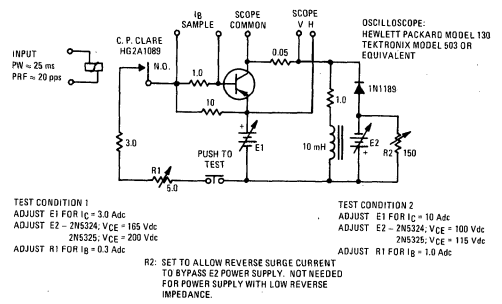 INPUT
PW ≈ 25 ms
PRF ≈ 20 pps
C. P. CLARE
HG2A1089
N.O.
IB
SAMPLE
SCOPE
COMMON
SCOPE
V H
OSCILLOSCOPE:
HEWLETT PACKARD MODEL 130
TEKTRONIX MODEL 503 OR
EQUIVALENT
0.05
1.0
10
1N1189
1.0
3.0
+
E1
10 mH
E2
+
R2
150
PUSH TO
TEST
R1
5.0
TEST CONDITION 1
ADJUST E1 FOR IC = 3.0 Adc
ADJUST E2 – 2N5324; VCE = 165 Vdc
2N5325; VCE = 200 Vdc
ADJUST R1 FOR IB = 0.3 Adc
TEST CONDITION 2
ADJUST E1 FOR IC = 10 Adc
ADJUST E2 – 2N5324; VCE = 100 Vdc
2N5325; VCE = 115 Vdc
ADJUST R1 FOR IB = 1.0 Adc
R2: SET TO ALLOW REVERSE SURGE CURRENT
TO BYPASS E2 POWER SUPPLY. NOT NEEDED
FOR POWER SUPPLY WITH LOW REVERSE
IMPEDANCE.